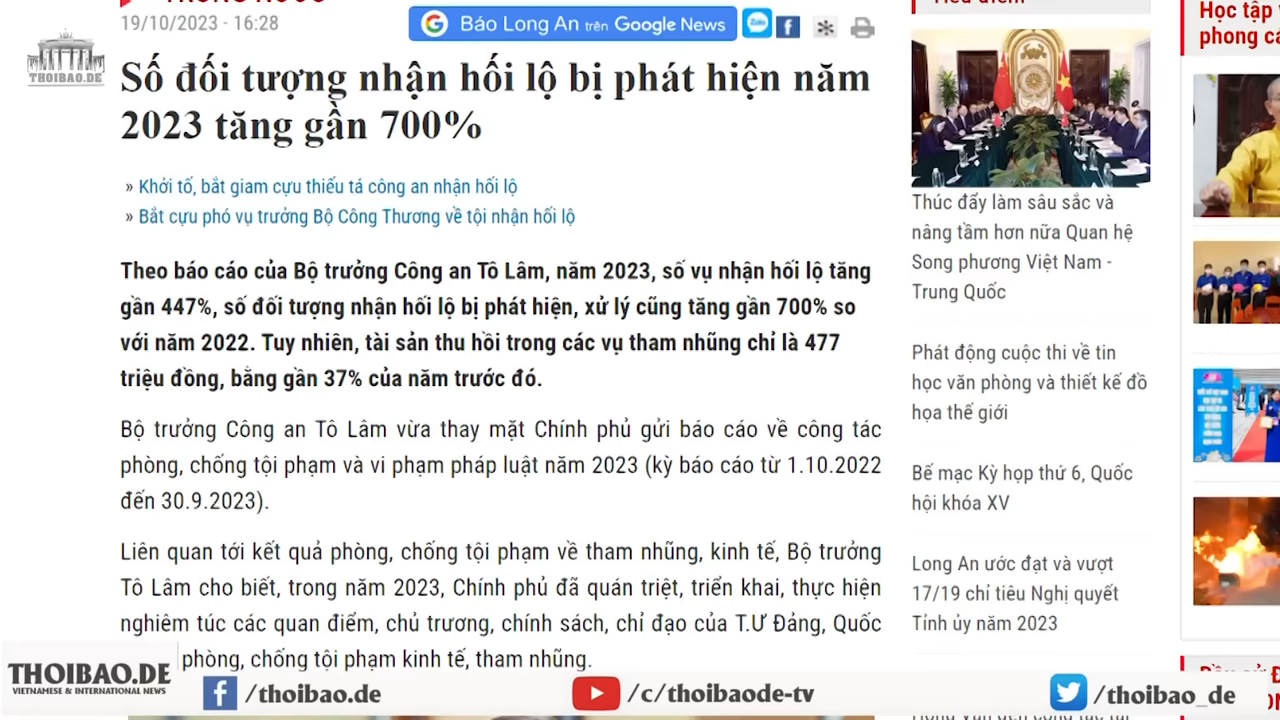 19/10/2023 - 16:28
Báo Long An trên Google News
Zalo
THOIBAO.DE
Số đối tượng nhận hối lộ bị phát hiện năm
2023 tăng gần 700%
» Khởi tố, bắt giam cựu thiếu tá công an nhận hối lộ
» Bắt cựu phó vụ trưởng Bộ Công Thương về tội nhận hối lộ
Theo báo cáo của Bộ trưởng Công an Tô Lâm, năm 2023, số vụ nhận hối lộ tăng
gần 447%, số đối tượng nhận hối lộ bị phát hiện, xử lý cũng tăng gần 700% so
với năm 2022. Tuy nhiên, tài sản thu hồi trong các vụ tham nhũng chỉ là 477
triệu đồng, bằng gần 37% của năm trước đó.
Bộ trưởng Công an Tô Lâm vừa thay mặt Chính phủ gửi báo cáo về công tác
phòng, chống tội phạm và vi phạm pháp luật năm 2023 (kỳ báo cáo từ 1.10.2022
đến 30.9.2023).
Liên quan tới kết quả phòng, chống tội phạm về tham nhũng, kinh tế, Bộ trưởng
Tô Lâm cho biết, trong năm 2023, Chính phủ đã quán triệt, triển khai, thực hiện
nghiêm túc các quan điểm, chủ trương, chính sách, chỉ đạo của T.Ư Đảng, Quốc
phòng, chống tội phạm kinh tế, tham nhũng.
Thúc đẩy làm sâu sắc và
nâng tầm hơn nữa Quan hệ
Song phương Việt Nam -
Trung Quốc
Phát động cuộc thi về tin
học văn phòng và thiết kế đồ
họa thế giới
Bế mạc Kỳ họp thứ 6, Quốc
hội khóa XV
Long An ước đạt và vượt
17/19 chỉ tiêu Nghị quyết
Tỉnh ủy năm 2023
Học tập
phong
THOIBAO.DE
VIETNAMESE & INTERNATIONAL NEWS
/thoibao.de
/c/thoibaode-tv
/thoibao_de